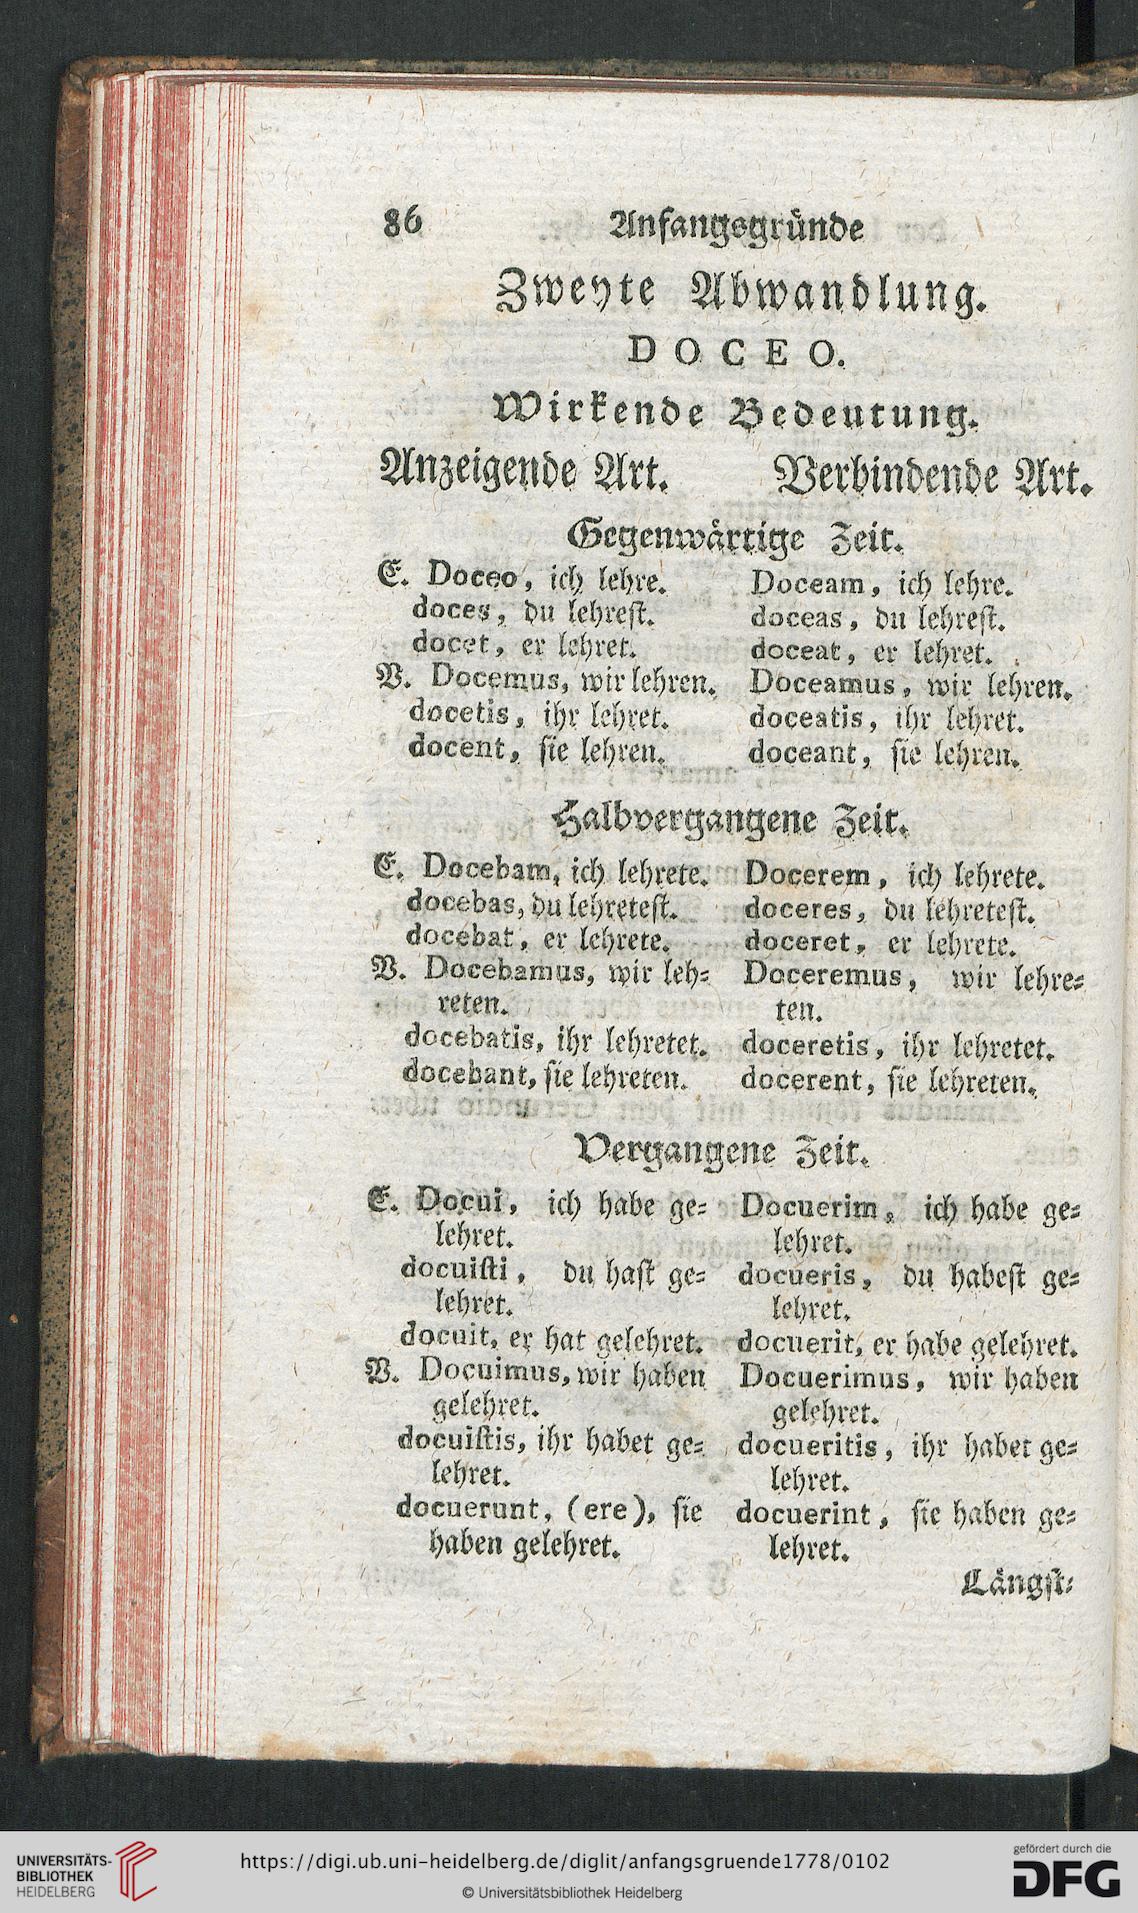 86 Anfangsgründe
Zweyte Abwandlung.
DOCEO.
Wirkende Bedeutung.
Anzeigende Art. Verbindende Art.
Gegenwärtige Zeit.
E. Doceo, ich lehre. Doceam, ich lehre.
doces, du lehrest. doceas, du lehrest.
docet, er lehret. doceat, er lehret.
V. Docemus, wir lehren. Doceamus, wir lehren.
docetis, ihr lehret. doceatis, ihr lehret.
docent, sie lehren. doceant, sie lehren.
Halbvergangene Zeit.
E. Docebam, ich lehrete. Docerem, ich lehrete.
docebas, du lehretest. doceres, du lehretest.
docebat, er lehrete. doceret, er lehrete.
V. Docebamus, wir leh= Doceremus, wir lehre=
reten. ten.
docebatis, ihr lehretet. doceretis, ihr lehretet.
docebant, sie lehreten. docerent, sie lehreten.
Vergangene Zeit.
E. Docui, ich habe ge= Docuerim, ich habe ge=
lehret. lehret.
docuisti, du hast ge= docueris, du habest ge=
lehret. lehret.
docuit, er hat gelehret. docuerit, er habe gelehret.
V. Docuimus, wir haben Docuerimus, wir haben
gelehret. gelehret.
docuistis, ihr habet ge= docueritis, ihr habet ge=
lehret. lehret.
docuerunt, (ere), sie docuerint, sie haben ge=
haben gelehret. lehret.
Längst=
UNIVERSITÄTS-
BIBLIOTHEK
HEIDELBERG
https://digi.ub.uni-heidelberg.de/diglit/anfangsgruende1778/0102
© Universitätsbibliothek Heidelberg
gefördert durch die
DFG